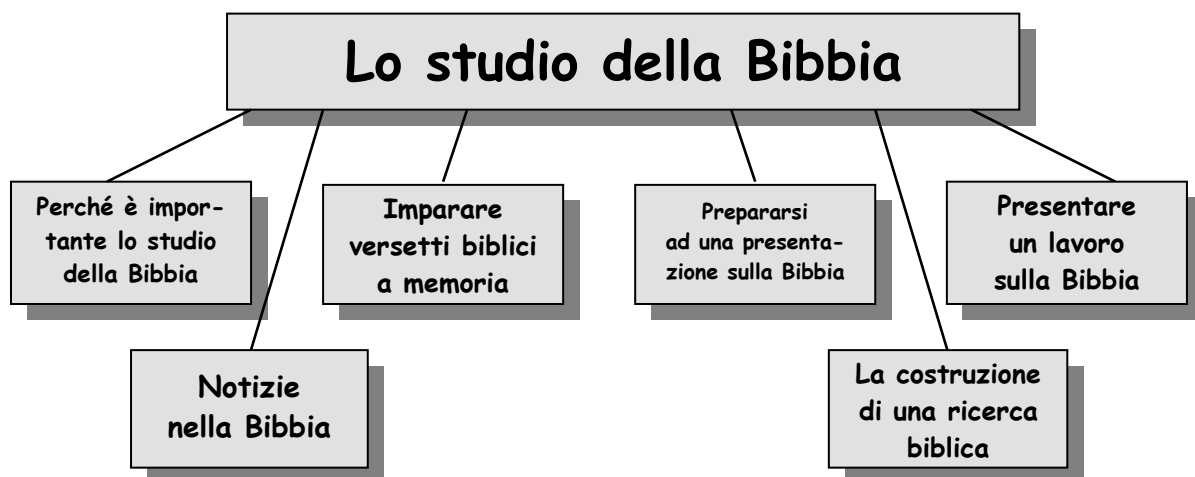 Lo studio della Bibbia
Perché è impor-
tante lo studio
della Bibbia
Imparare
versetti biblici
a memoria
Prepararsi
ad una presenta-
zione sulla Bibbia
Presentare
un lavoro
sulla Bibbia
Notizie
nella Bibbia
La costruzione
di una ricerca
biblica